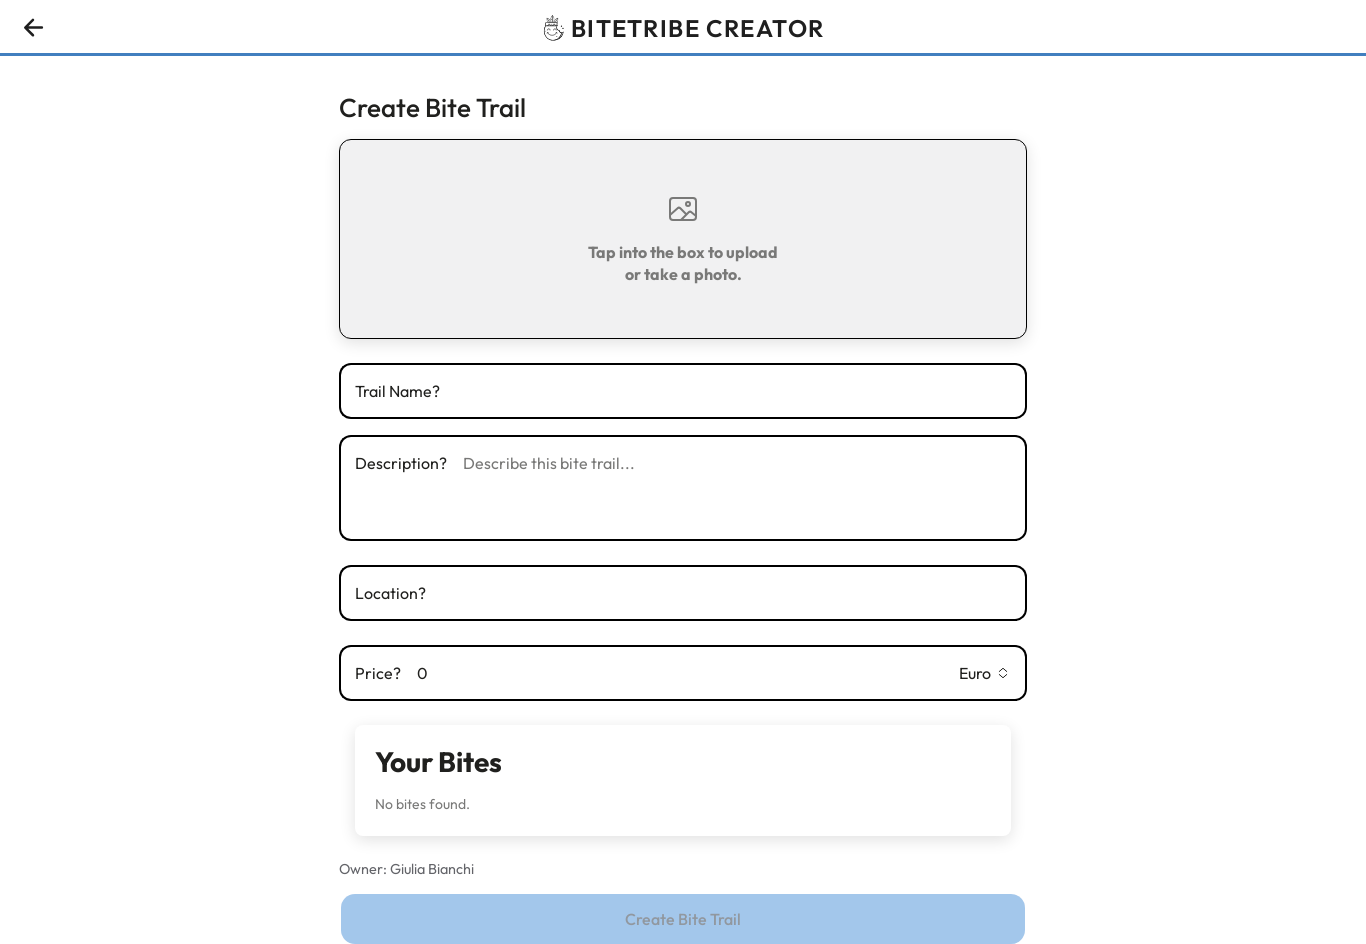 BITETRIBE CREATOR
Create Bite Trail
Tap into the box to upload
or take a photo.
Trail Name?
Description? Describe this bite trail...
Location?
Price? 0 Euro
Your Bites
No bites found.
Owner: Giulia Bianchi
Create Bite Trail